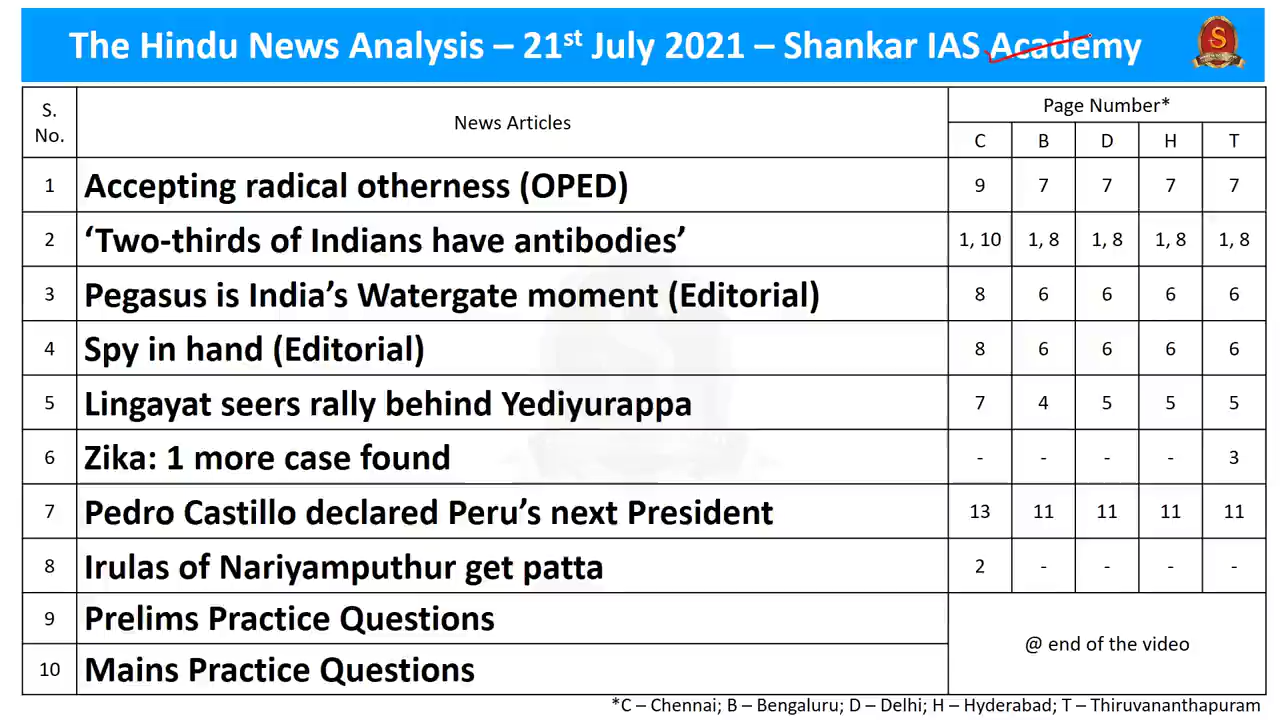 The Hindu News Analysis – 21st July 2021 – Shankar IAS Academy
S. No. News Articles Page Number*
C B D H T
1 Accepting radical otherness (OPED) 9 7 7 7 7
2 ‘Two-thirds of Indians have antibodies’ 1, 10 1, 8 1, 8 1, 8 1, 8
3 Pegasus is India’s Watergate moment (Editorial) 8 6 6 6 6
4 Spy in hand (Editorial) 8 6 6 6 6
5 Lingayat seers rally behind Yediyurappa 7 4 5 5 5
6 Zika: 1 more case found - - - - 3
7 Pedro Castillo declared Peru’s next President 13 11 11 11 11
8 Irulas of Nariyamputhur get patta 2 - - - -
9 Prelims Practice Questions
@ end of the video
10 Mains Practice Questions
*C – Chennai; B – Bengaluru; D – Delhi; H – Hyderabad; T – Thiruvananthapuram